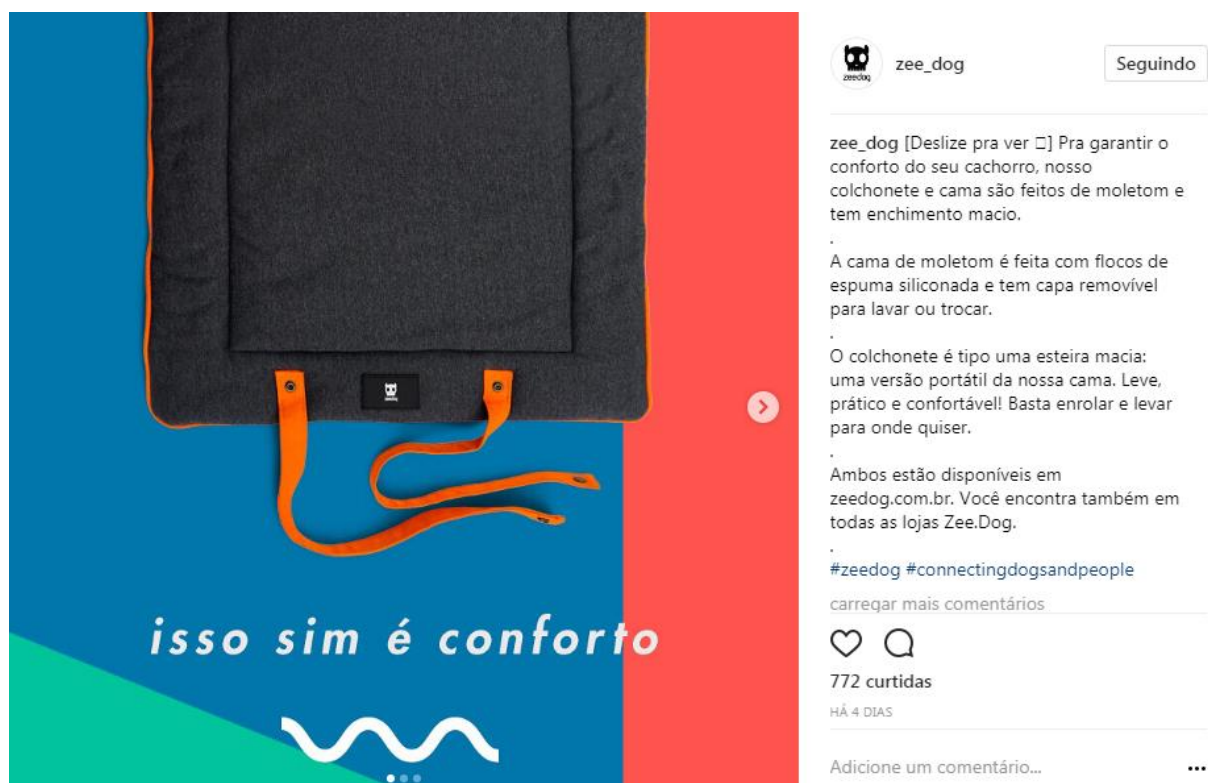 isso sim é conforto
zeedog
zee_dog
Seguindo
zee_dog [Deslize pra ver □] Pra garantir o
conforto do seu cachorro, nosso
colchonete e cama são feitos de moletom e
tem enchimento macio.
.
A cama de moletom é feita com flocos de
espuma siliconada e tem capa removível
para lavar ou trocar.
.
O colchonete é tipo uma esteira macia:
uma versão portátil da nossa cama. Leve,
prático e confortável! Basta enrolar e levar
para onde quiser.
.
Ambos estão disponíveis em
zeedog.com.br. Você encontra também em
todas as lojas Zee.Dog.
.
#zeedog #connectingdogsandpeople
carregar mais comentários
772 curtidas
HÁ 4 DIAS
Adicione um comentário...